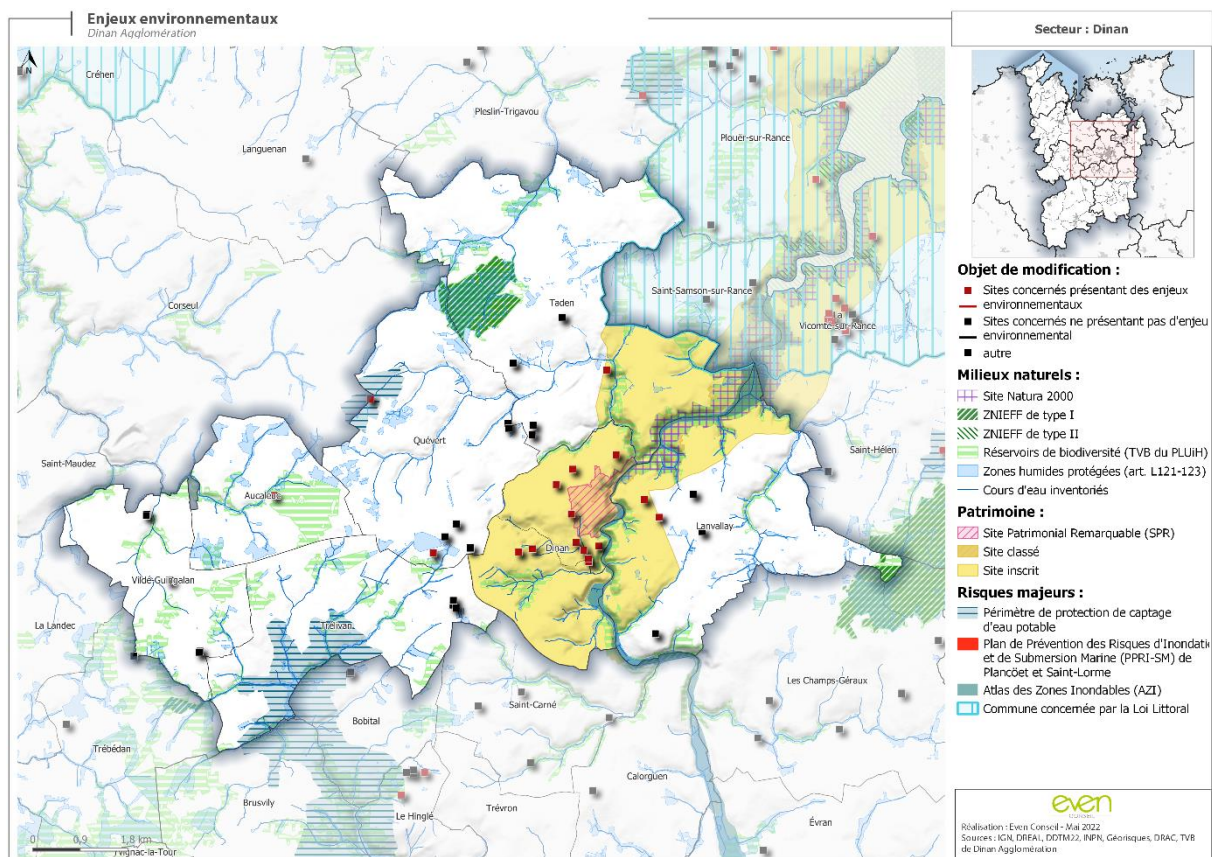 Enjeux environnementaux
Dinan Agglomération
Secteur : Dinan
N
Créhen
Pleslin-Trigavou
Plouër-sur-Rance
Languenan
Corseul
Taden
Saint-Samson-sur-Rance
La
Vicomté-sur-Rance
Quévert
Saint-Maudez
Saint-Hélen
Aucaleuc
Lanvallay
Dinan
Vildé-Guingalan
La Landec
Trélivan
Les Champs-Géraux
Saint-Carné
Bobital
Trébédan
Calorguen
Brusvily
Trévron
Le Hinglé
Évran
0 0,9 1,8 km
Objet de modification :
Sites concernés présentant des enjeux
environnementaux
Sites concernés ne présentant pas d'enjeu
environnemental
autre
Milieux naturels :
Site Natura 2000
ZNIEFF de type I
ZNIEFF de type II
Réservoirs de biodiversité (TVB du PLUiH)
Zones humides protégées (art. L121-123)
Cours d'eau inventoriés
Patrimoine :
Site Patrimonial Remarquable (SPR)
Site classé
Site inscrit
Risques majeurs :
Périmètre de protection de captage
d'eau potable
Plan de Prévention des Risques d'Inondati
et de Submersion Marine (PPRI-SM) de
Plancöet et Saint-Lorme
Atlas des Zones Inondables (AZI)
Commune concernée par la Loi Littoral
even
CONSEIL
Réalisation : Even Conseil - Mai 2022
Sources : IGN, DREAL, DDTM22, INPN, Géorisques, DRAC, TVB
de Dinan Agglomération